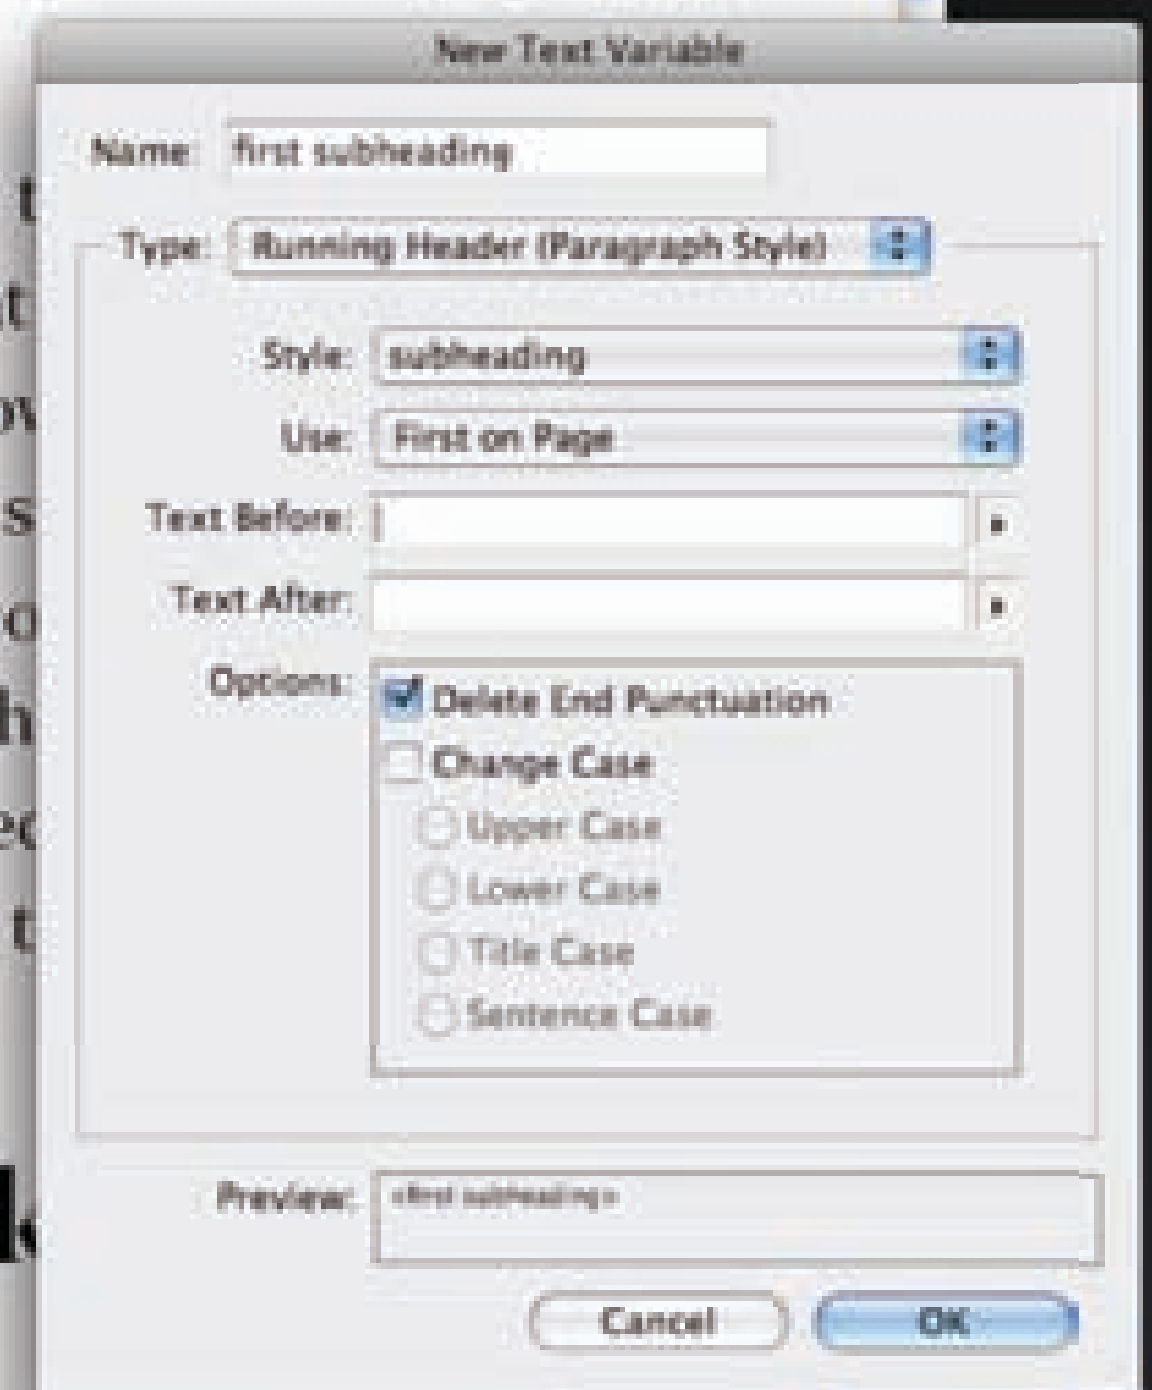 New Text Variable
Name: first subheading
Type: Running Header (Paragraph Style)
Style: subheading
Use: First on Page
Text Before:
Text After:
Options: Delete End Punctuation
Change Case
Upper Case
Lower Case
Title Case
Sentence Case
Preview: <first subheading>
Cancel OK